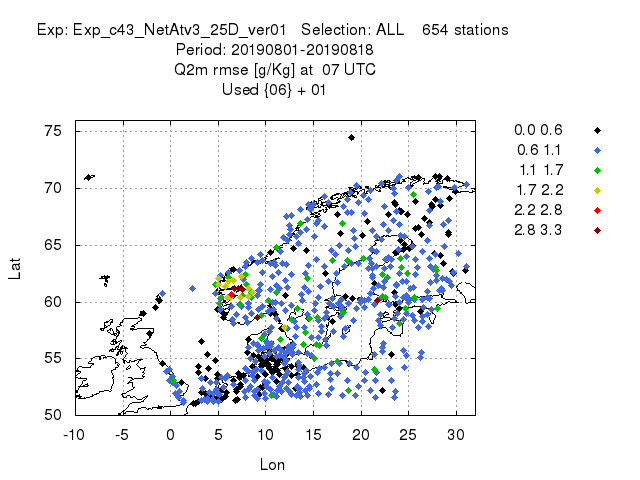 Exp: Exp_c43_NetAtv3_25D_ver01   Selection: ALL    654 stations
Period: 20190801-20190818
Q2m rmse [g/Kg] at  07 UTC
Used {06} + 01
0.0 0.6
0.6 1.1
1.1 1.7
1.7 2.2
2.2 2.8
2.8 3.3
75
70
65
60
55
50
Lat
-10 -5 0 5 10 15 20 25 30
Lon